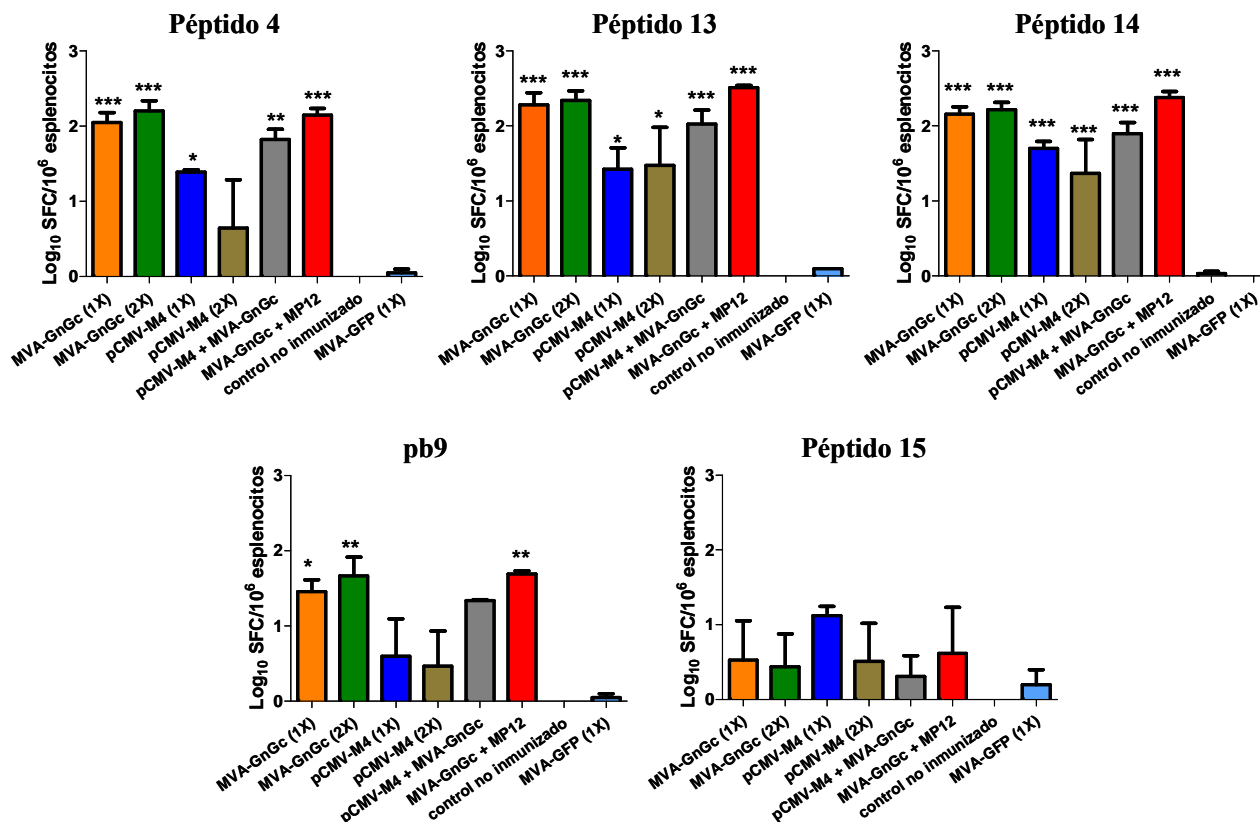 Péptido 4
Log10 SFC/10^6 esplenocitos
3
2
1
0
***
***
*
**
***
MVA-GnGc (1X)
MVA-GnGc (2X)
pCMV-M4 (1X)
pCMV-M4 (2X)
pCMV-M4 + MVA-GnGc
MVA-GnGc + MP12
control no inmunizado
MVA-GFP (1X)
Péptido 13
Log10 SFC/10^6 esplenocitos
3
2
1
0
***
***
*
*
***
***
MVA-GnGc (1X)
MVA-GnGc (2X)
pCMV-M4 (1X)
pCMV-M4 (2X)
pCMV-M4 + MVA-GnGc
MVA-GnGc + MP12
control no inmunizado
MVA-GFP (1X)
Péptido 14
Log10 SFC/10^6 esplenocitos
3
2
1
0
***
***
***
***
***
***
MVA-GnGc (1X)
MVA-GnGc (2X)
pCMV-M4 (1X)
pCMV-M4 (2X)
pCMV-M4 + MVA-GnGc
MVA-GnGc + MP12
control no inmunizado
MVA-GFP (1X)
pb9
Log10 SFC/10^6 esplenocitos
3
2
1
0
*
**
**
MVA-GnGc (1X)
MVA-GnGc (2X)
pCMV-M4 (1X)
pCMV-M4 (2X)
pCMV-M4 + MVA-GnGc
MVA-GnGc + MP12
control no inmunizado
MVA-GFP (1X)
Péptido 15
Log10 SFC/10^6 esplenocitos
3
2
1
0
MVA-GnGc (1X)
MVA-GnGc (2X)
pCMV-M4 (1X)
pCMV-M4 (2X)
pCMV-M4 + MVA-GnGc
MVA-GnGc + MP12
control no inmunizado
MVA-GFP (1X)